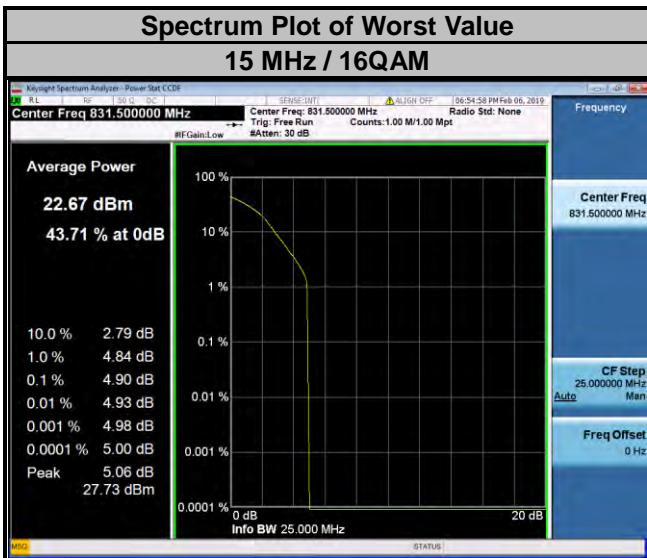 Spectrum Plot of Worst Value
15 MHz / 16QAM
Keysight Spectrum Analyzer - Power Stat CCDF
RL RF 50 Ω DC SENSE:INT ALIGN OFF 06:54:58 PM Feb 06, 2019
Center Freq 831.500000 MHz
Center Freq: 831.500000 MHz Radio Std: None
Trig: Free Run Counts:1.00 M/1.00 Mpt
#IFGain:Low #Atten: 30 dB
Frequency
Average Power
22.67 dBm
43.71 % at 0dB
10.0 % 2.79 dB
1.0 % 4.84 dB
0.1 % 4.90 dB
0.01 % 4.93 dB
0.001 % 4.98 dB
0.0001 % 5.00 dB
Peak 5.06 dB
27.73 dBm
100 %
10 %
1 %
0.1 %
0.01 %
0.001 %
0.0001 %
0 dB 20 dB
Info BW 25.000 MHz
Center Freq
831.500000 MHz
CF Step
25.000000 MHz
Auto Man
Freq Offset
0 Hz
MSG STATUS